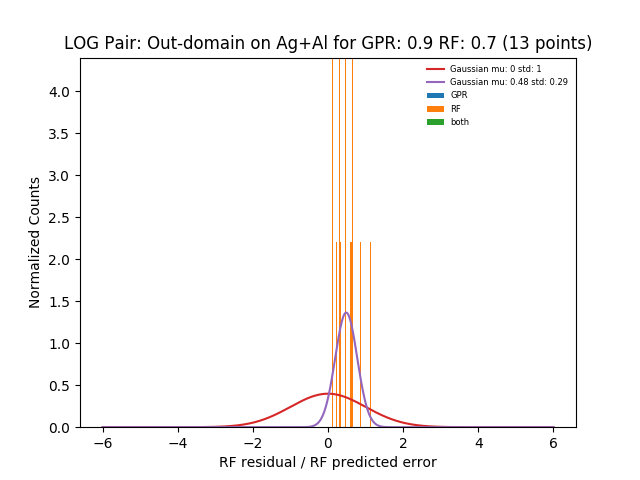 LOG Pair: Out-domain on Ag+Al for GPR: 0.9 RF: 0.7 (13 points)
Gaussian mu: 0 std: 1
Gaussian mu: 0.48 std: 0.29
GPR
RF
both
Normalized Counts
4.0
3.5
3.0
2.5
2.0
1.5
1.0
0.5
0.0
−6 −4 −2 0 2 4 6
RF residual / RF predicted error